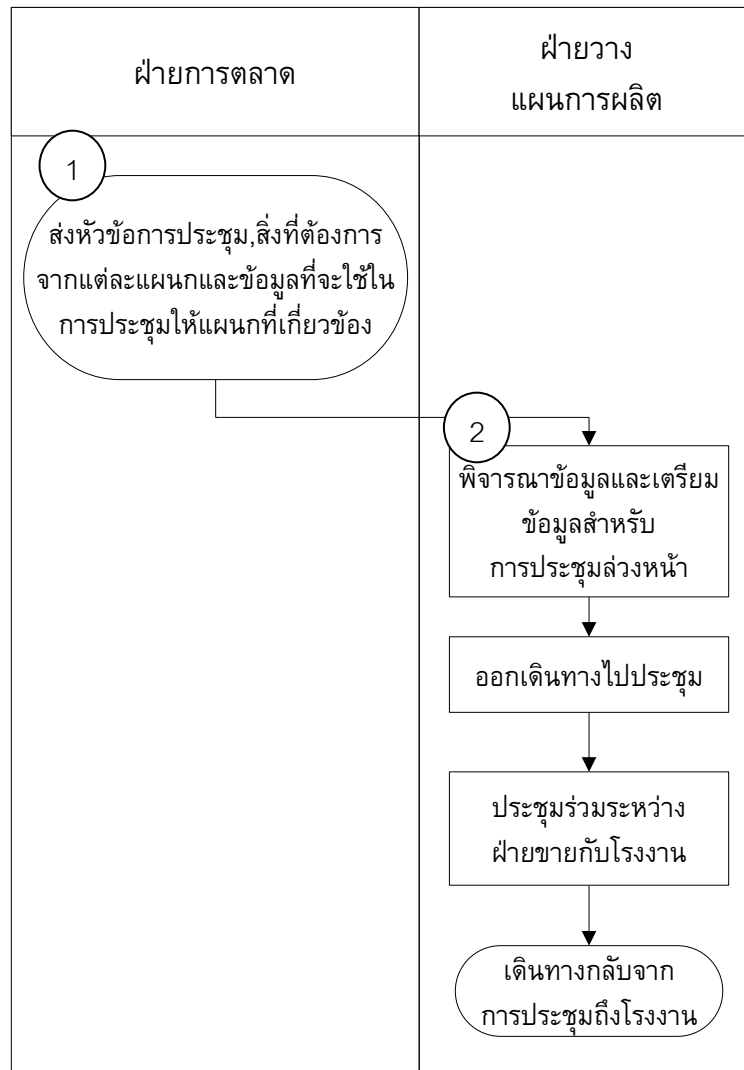 ฝ่ายการตลาด
ฝ่ายวาง
แผนการผลิต
1
ส่งหัวข้อการประชุม,สิ่งที่ต้องการ
จากแต่ละแผนกและข้อมูลที่จะใช้ใน
การประชุมให้แผนกที่เกี่ยวข้อง
2
พิจารณาข้อมูลและเตรียม
ข้อมูลสำหรับ
การประชุมล่วงหน้า
ออกเดินทางไปประชุม
ประชุมร่วมระหว่าง
ฝ่ายขายกับโรงงาน
เดินทางกลับจาก
การประชุมถึงโรงงาน